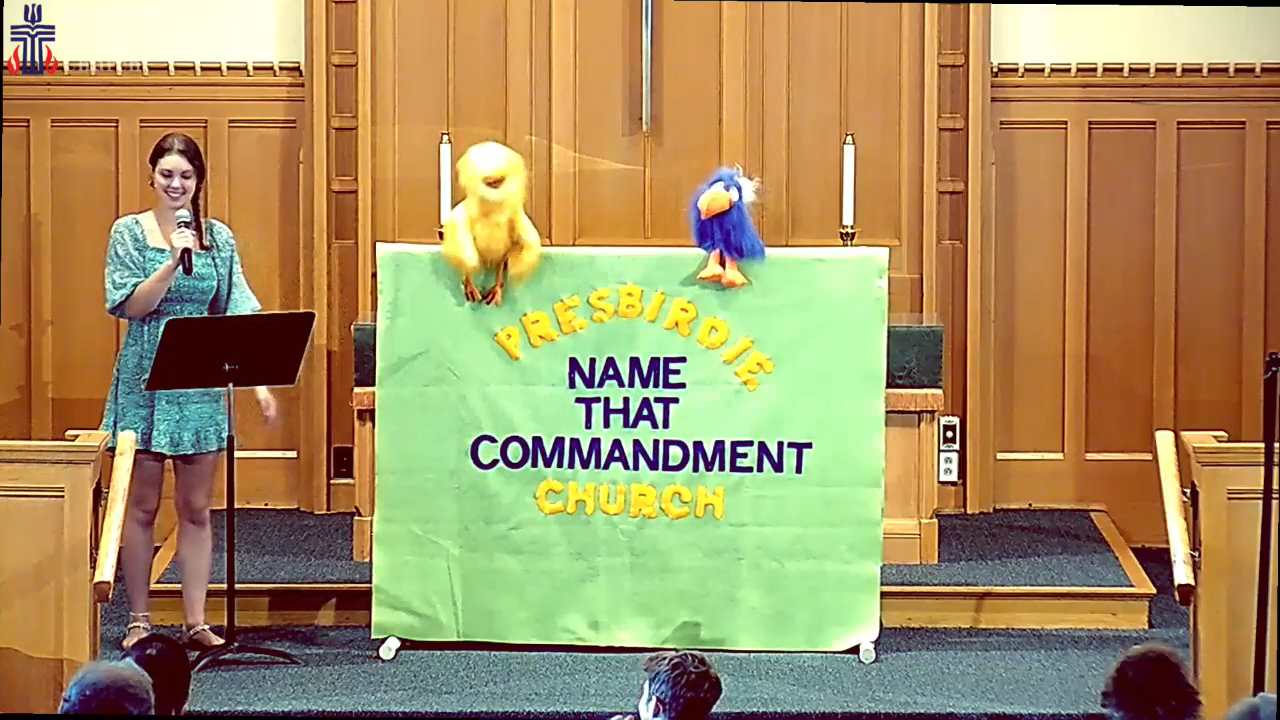 PRESBIRDIE
NAME
THAT
COMMANDMENT
CHURCH